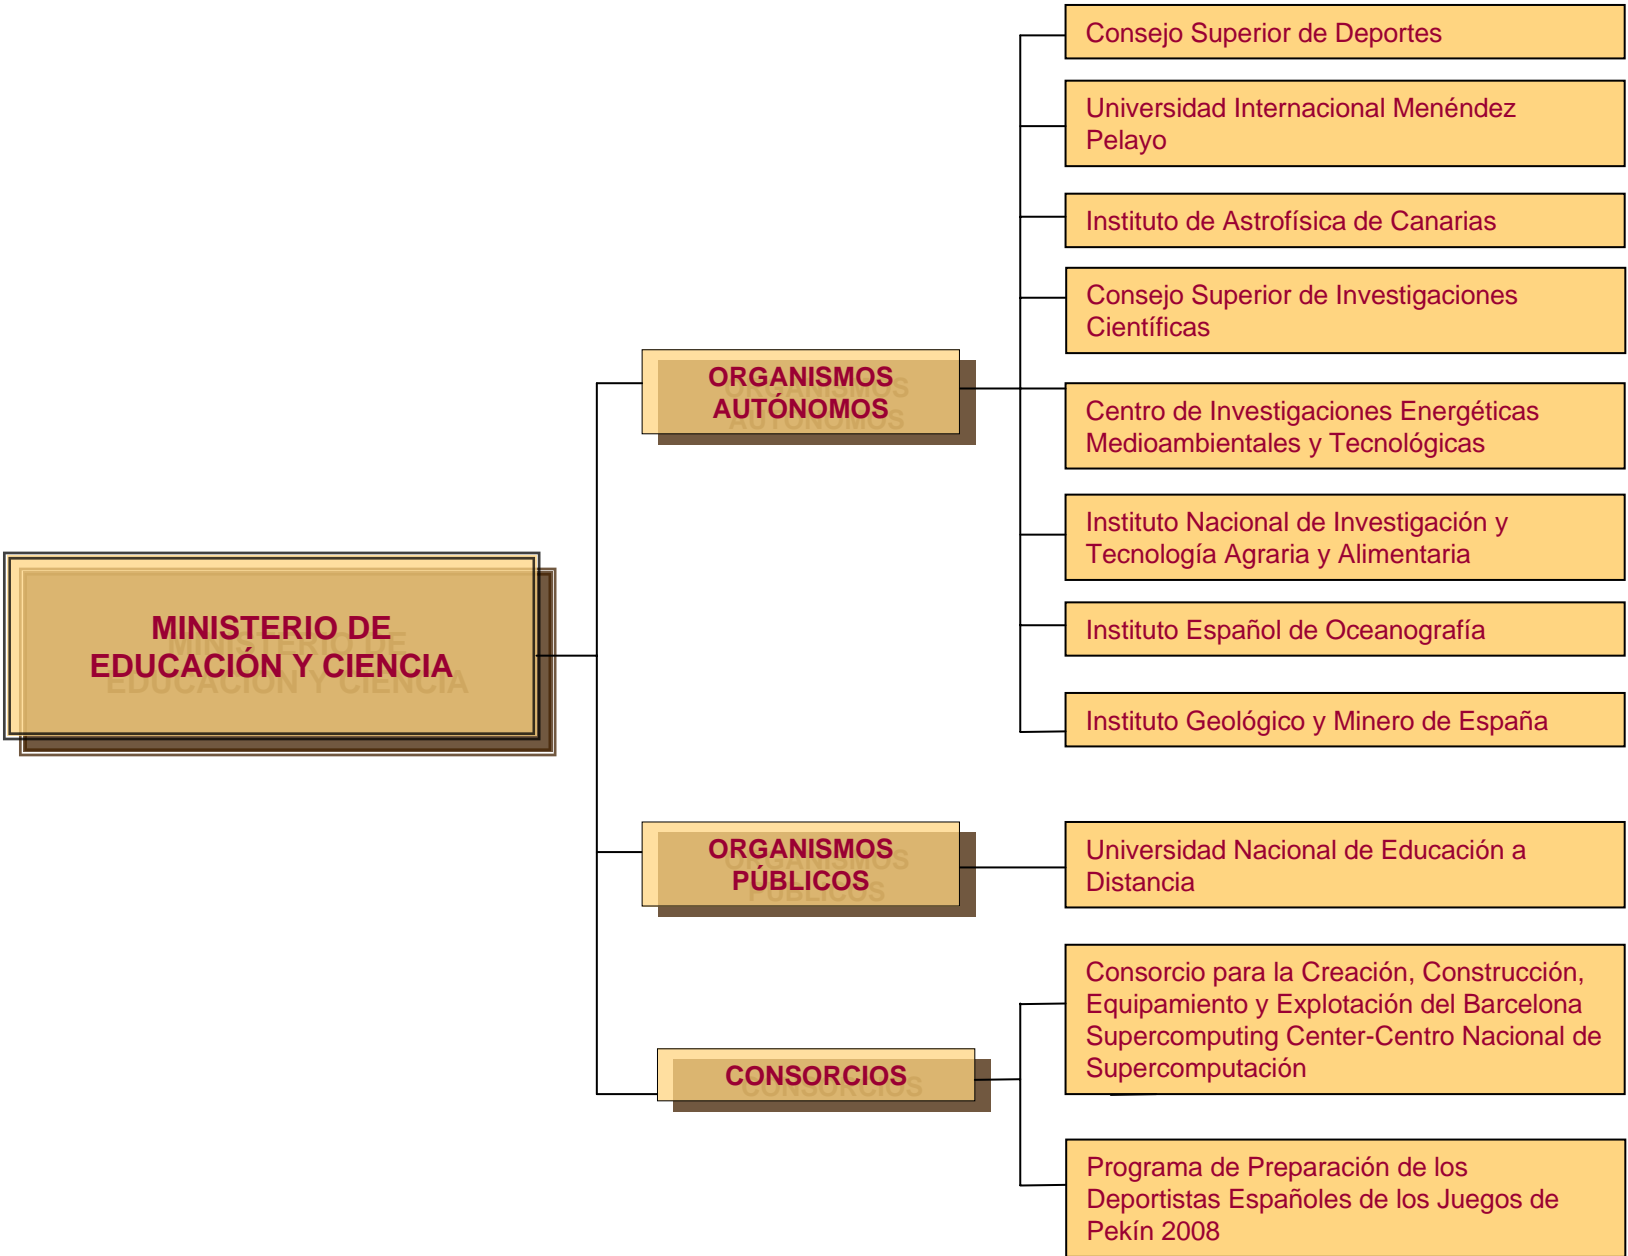 Consejo Superior de Deportes
Universidad Internacional Menéndez
Pelayo
Instituto de Astrofísica de Canarias
Consejo Superior de Investigaciones
Científicas
ORGANISMOS
AUTÓNOMOS
Centro de Investigaciones Energéticas
Medioambientales y Tecnológicas
Instituto Nacional de Investigación y
Tecnología Agraria y Alimentaria
Instituto Español de Oceanografía
Instituto Geológico y Minero de España
MINISTERIO DE
EDUCACIÓN Y CIENCIA
ORGANISMOS
PÚBLICOS
Universidad Nacional de Educación a
Distancia
CONSORCIOS
Consorcio para la Creación, Construcción,
Equipamiento y Explotación del Barcelona
Supercomputing Center-Centro Nacional de
Supercomputación
Programa de Preparación de los
Deportistas Españoles de los Juegos de
Pekín 2008